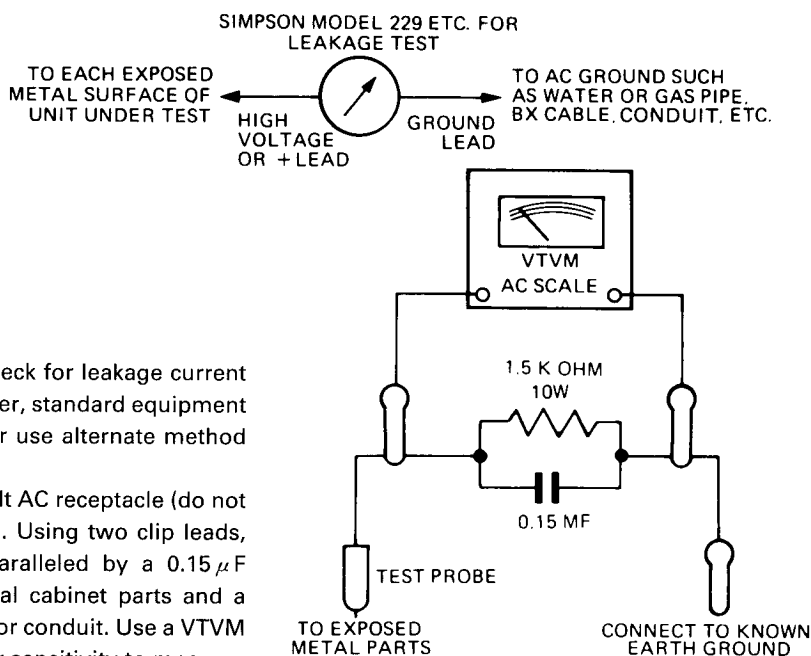 SIMPSON MODEL 229 ETC. FOR
LEAKAGE TEST
TO EACH EXPOSED
METAL SURFACE OF
UNIT UNDER TEST
HIGH
VOLTAGE
OR + LEAD
GROUND
LEAD
TO AC GROUND SUCH
AS WATER OR GAS PIPE,
BX CABLE, CONDUIT, ETC.
VTVM
AC SCALE
1.5 K OHM
10W
0.15 MF
TEST PROBE
TO EXPOSED
METAL PARTS
CONNECT TO KNOWN
EARTH GROUND
eck for leakage current
er, standard equipment
r use alternate method
lt AC receptacle (do not
. Using two clip leads,
aralleled by a 0.15 μF
al cabinet parts and a
or conduit. Use a VTVM
sensitivity to